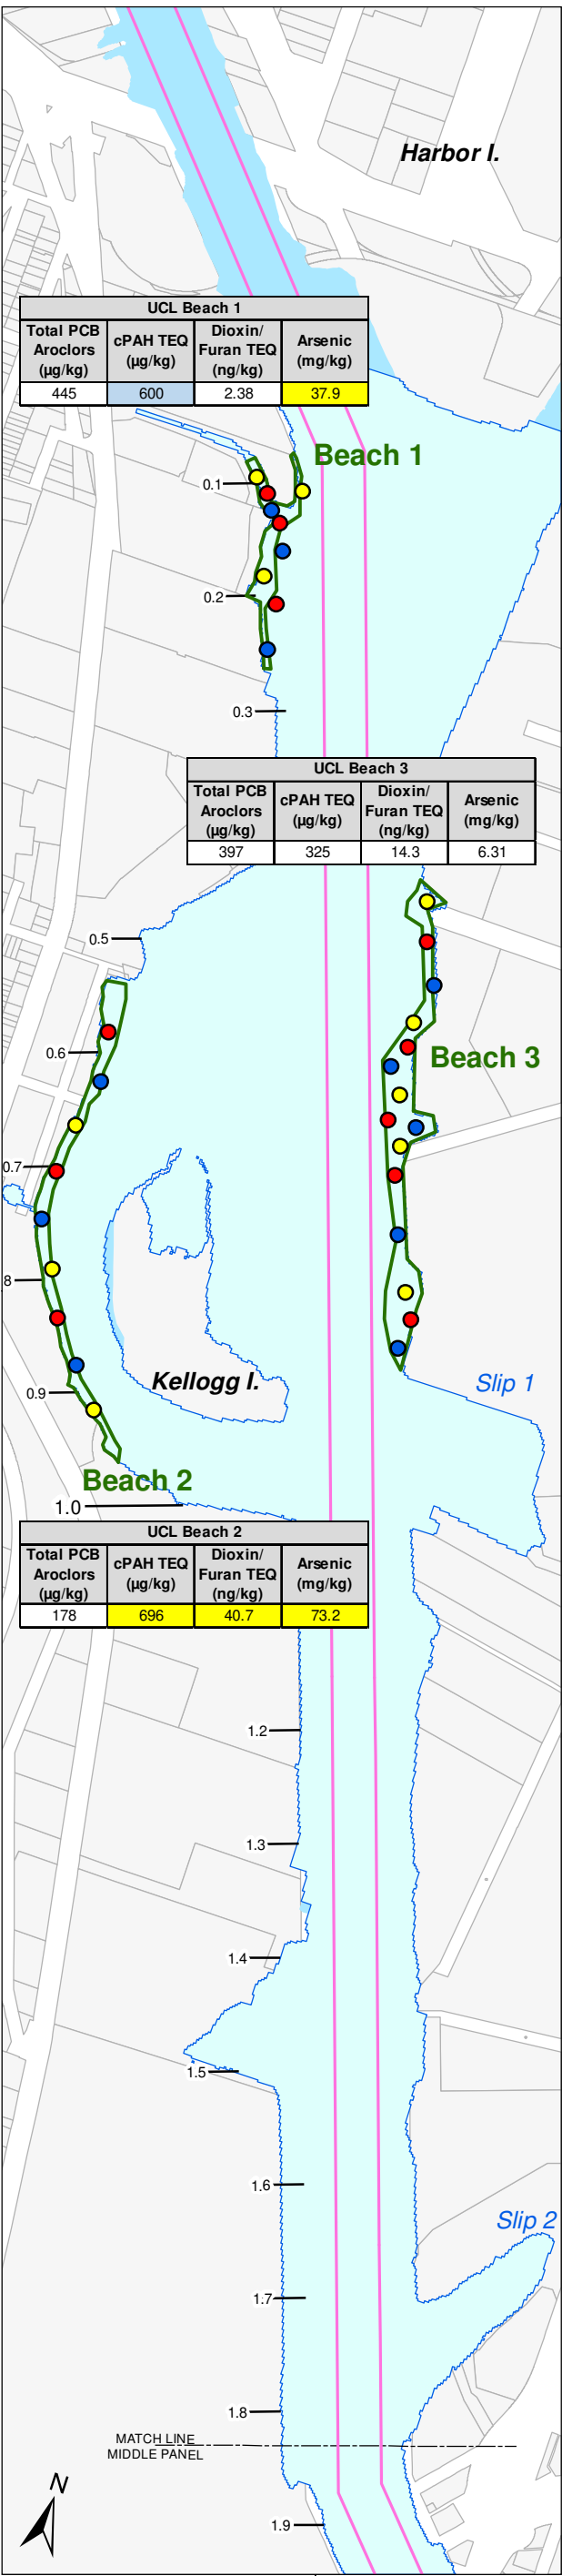 Harbor I.
UCL Beach 1
Total PCB Aroclors (µg/kg)
cPAH TEQ (µg/kg)
Dioxin/ Furan TEQ (ng/kg)
Arsenic (mg/kg)
445
600
2.38
37.9
Beach 1
0.1
0.2
0.3
UCL Beach 3
Total PCB Aroclors (µg/kg)
cPAH TEQ (µg/kg)
Dioxin/ Furan TEQ (ng/kg)
Arsenic (mg/kg)
397
325
14.3
6.31
0.5
0.6
Beach 3
0.7
8
Kellogg I.
Slip 1
0.9
Beach 2
1.0
UCL Beach 2
Total PCB Aroclors (µg/kg)
cPAH TEQ (µg/kg)
Dioxin/ Furan TEQ (ng/kg)
Arsenic (mg/kg)
178
696
40.7
73.2
1.2
1.3
1.4
1.5
1.6
Slip 2
1.7
1.8
MATCH LINE
MIDDLE PANEL
N
1.9